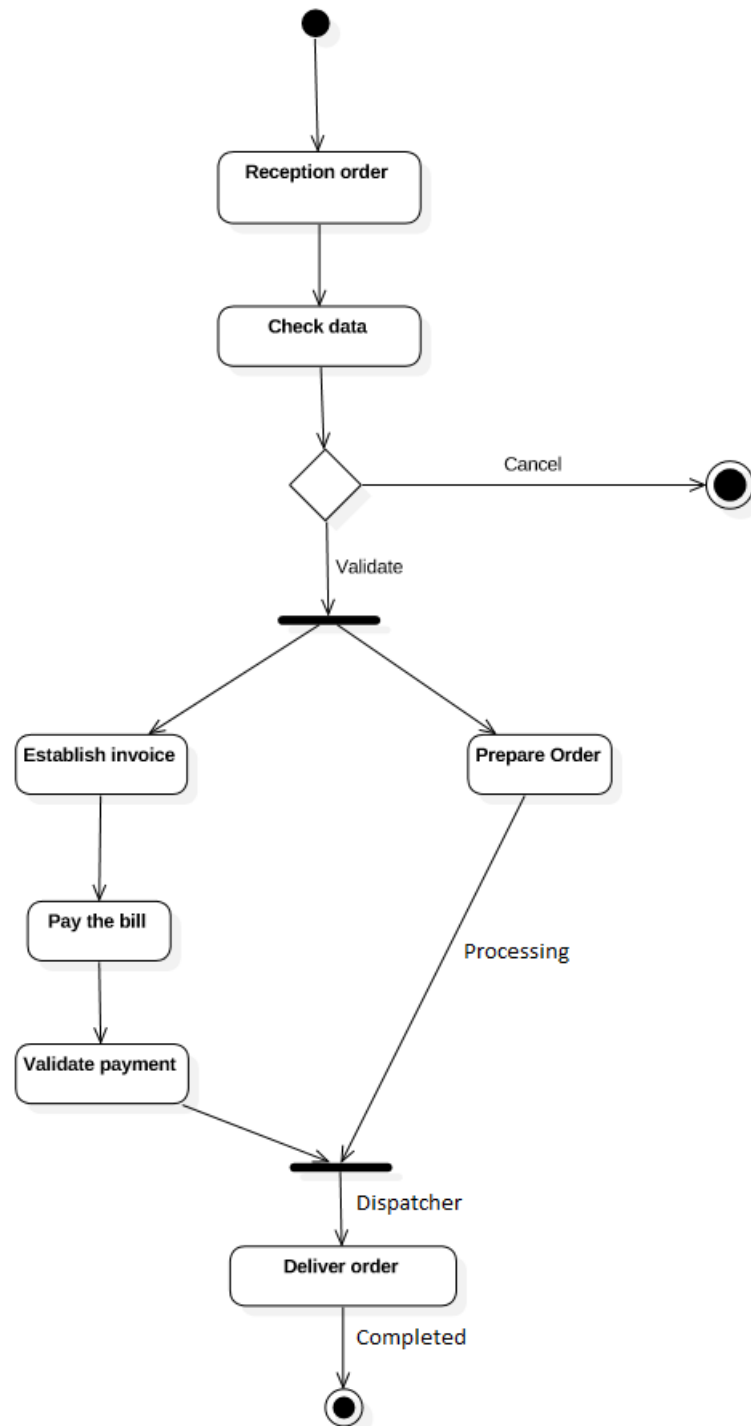 Reception order
Check data
Cancel
Validate
Establish invoice
Prepare Order
Pay the bill
Processing
Validate payment
Dispatcher
Deliver order
Completed